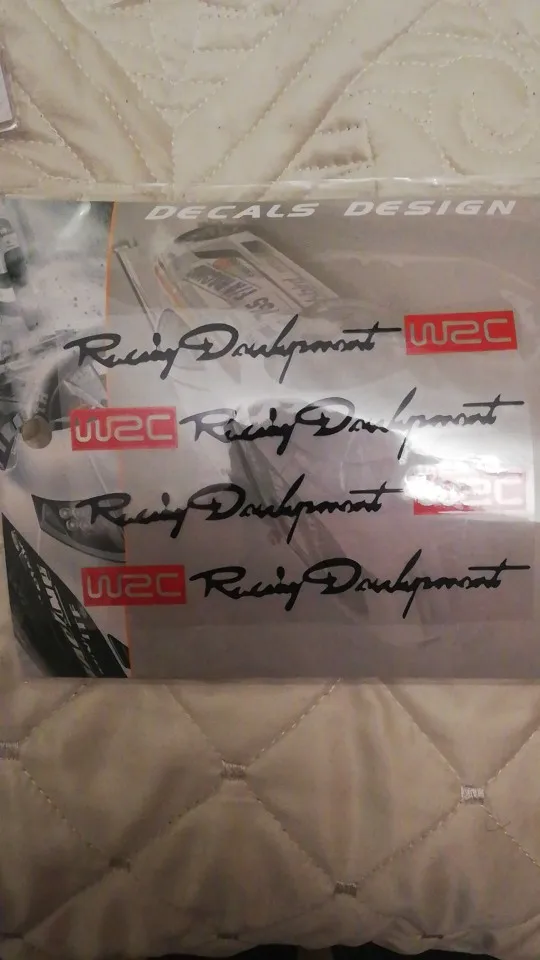 DECALS DESIGN
Racing Development WRC
WRC Racing Development
Racing Development WRC
WRC Racing Development